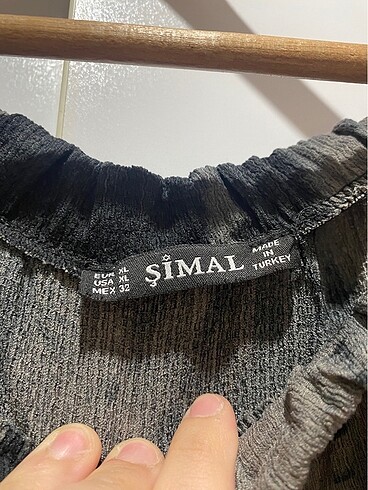 EUR XL
USA XL
MEX 32
ŞİMAL
MADE
IN
TURKEY